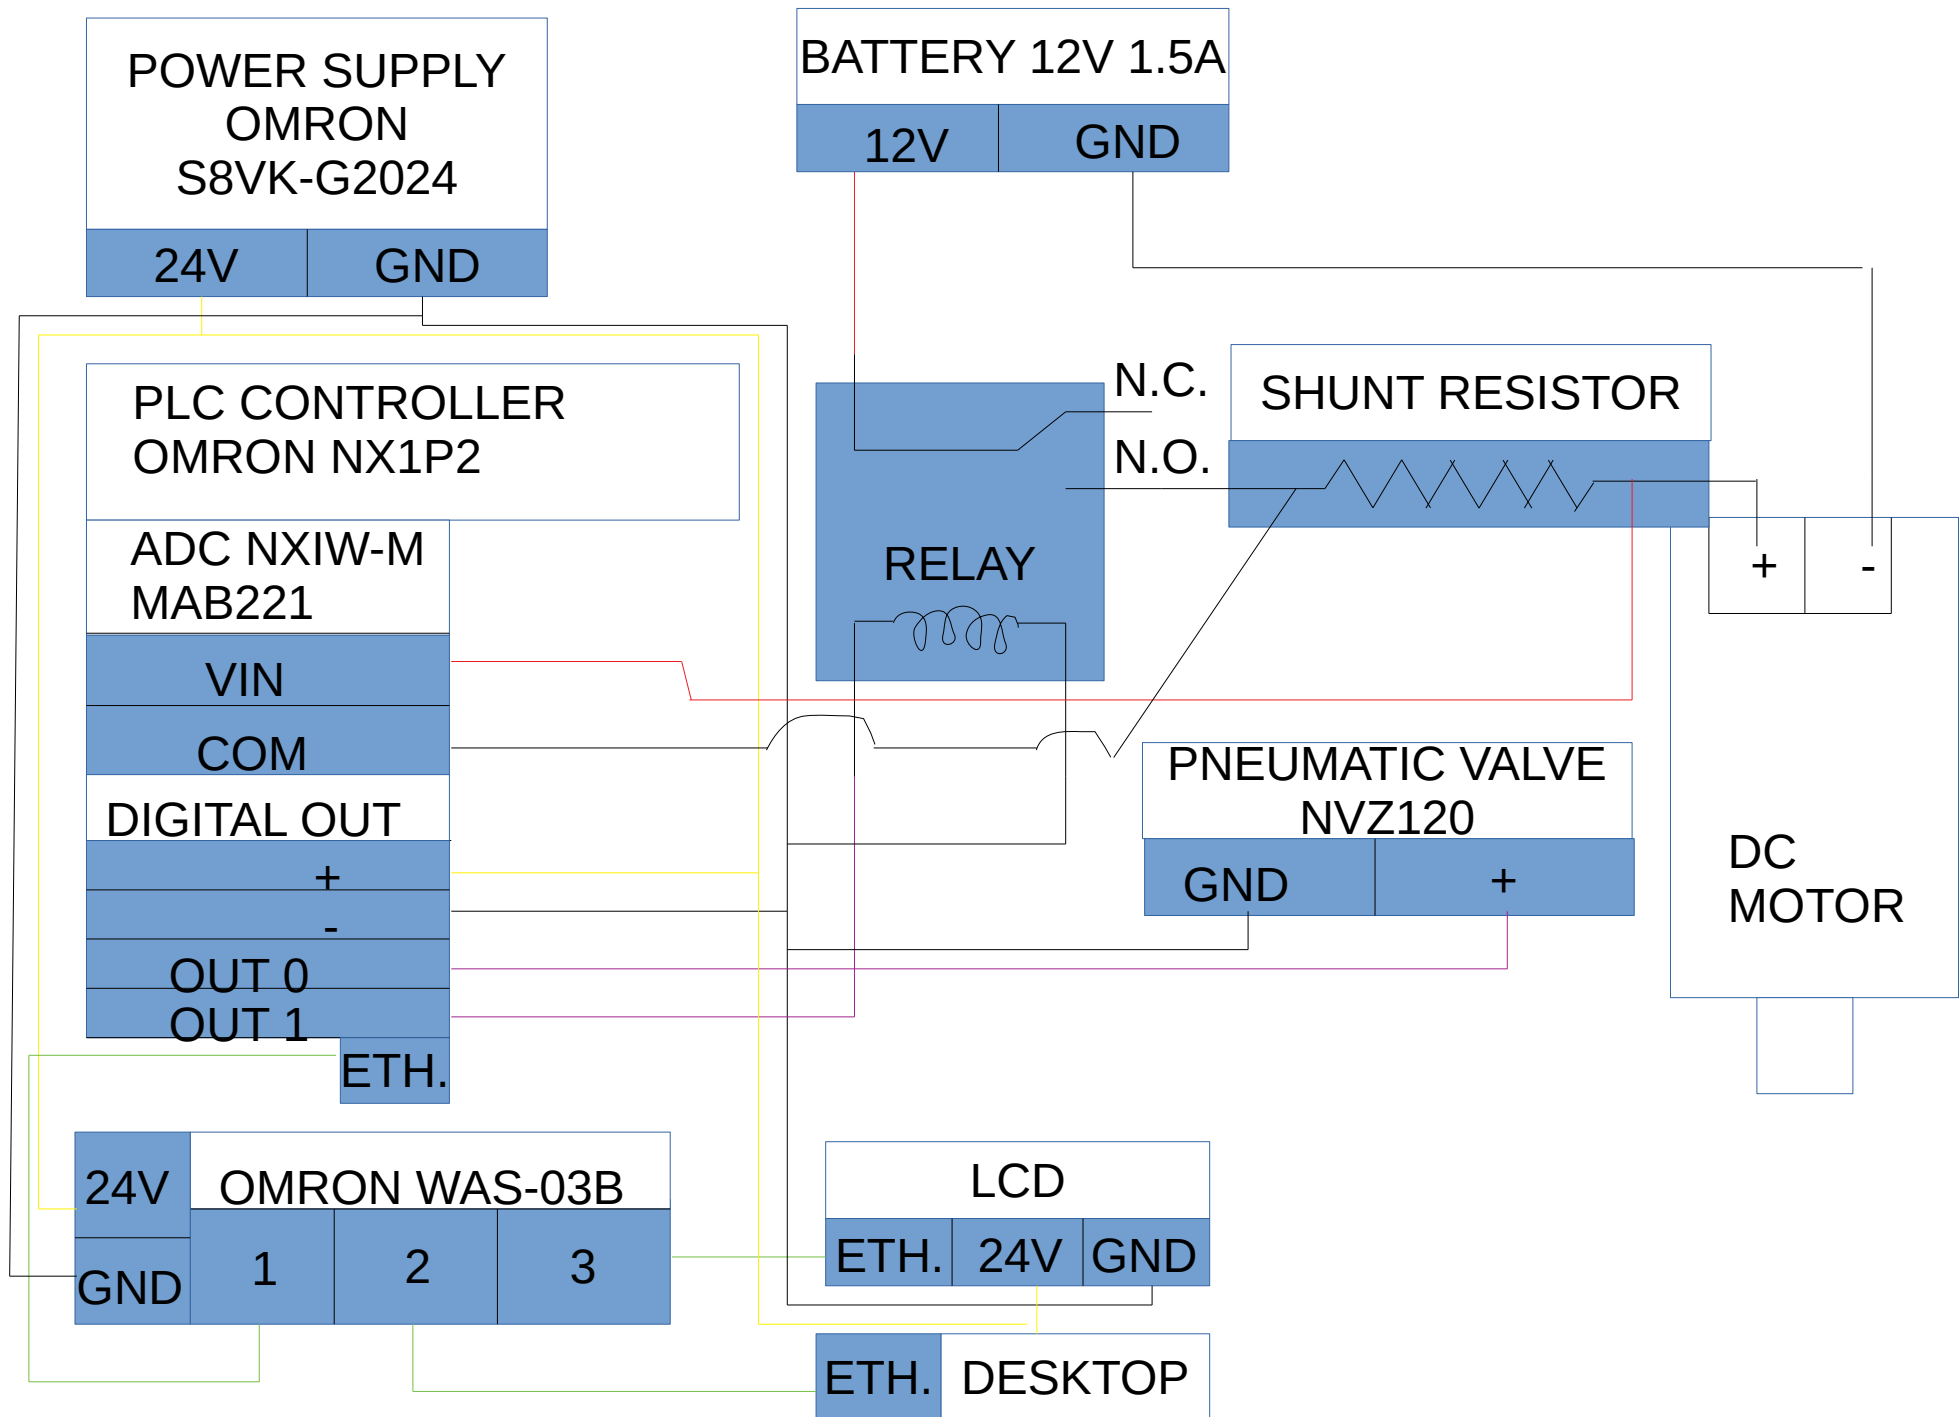 POWER SUPPLY
OMRON
S8VK-G2024
24V
GND
BATTERY 12V 1.5A
12V
GND
PLC CONTROLLER
OMRON NX1P2
ADC NXIW-M
MAB221
VIN
COM
DIGITAL OUT
+
-
OUT 0
OUT 1
ETH.
N.C.
N.O.
RELAY
SHUNT RESISTOR
+
-
DC
MOTOR
PNEUMATIC VALVE
NVZ120
GND
+
24V
GND
OMRON WAS-03B
1
2
3
LCD
ETH.
24V
GND
ETH.
DESKTOP